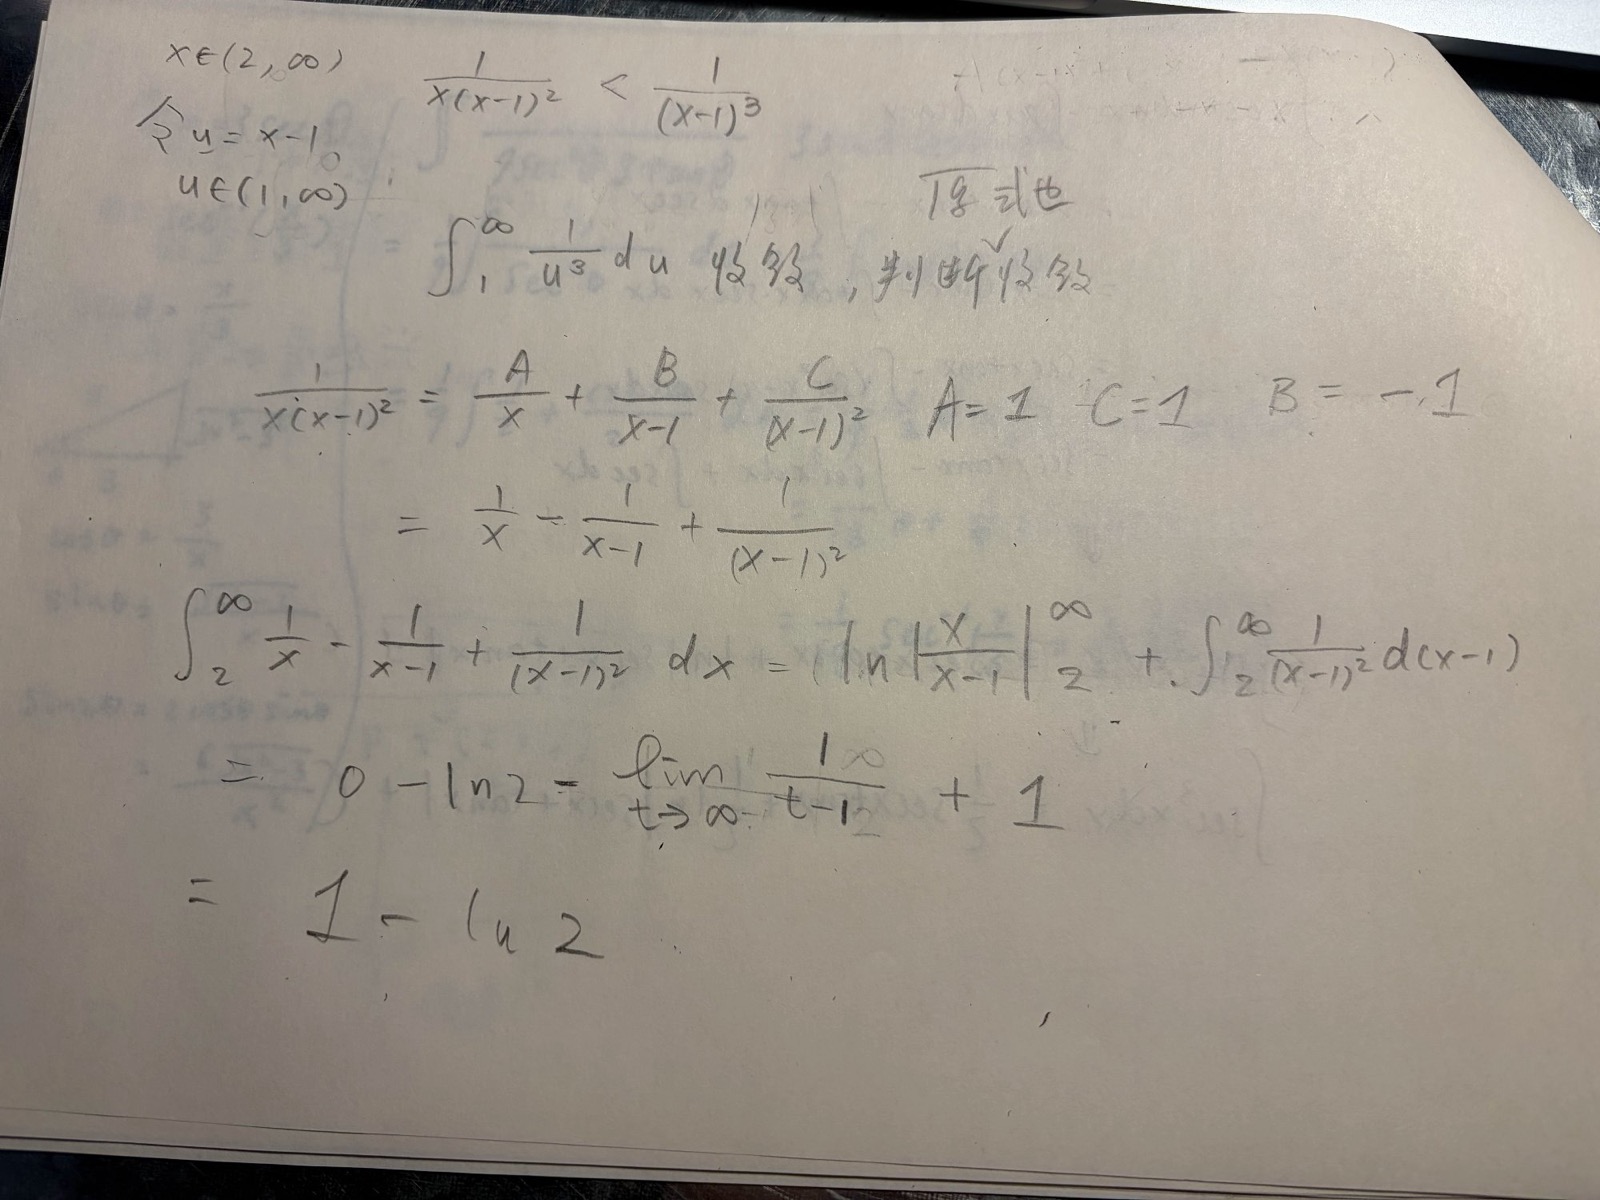 x∈(2,∞) 1/(x(x-1)²) < 1/(x-1)³
令 u = x-1
u∈(1,∞)
原式也
∫₁^∞ 1/u³ du 收敛, 判断收敛
1/(x(x-1)²) = A/x + B/(x-1) + C/(x-1)² A=1 C=1 B=-1
= 1/x - 1/(x-1) + 1/(x-1)²
∫₂^∞ 1/x - 1/(x-1) + 1/(x-1)² dx = ln|x/(x-1)| |₂^∞ + ∫₂^∞ 1/(x-1)² d(x-1)
= 0 - ln2 - lim t→∞ 1/(t-1) + 1
= 1 - ln 2